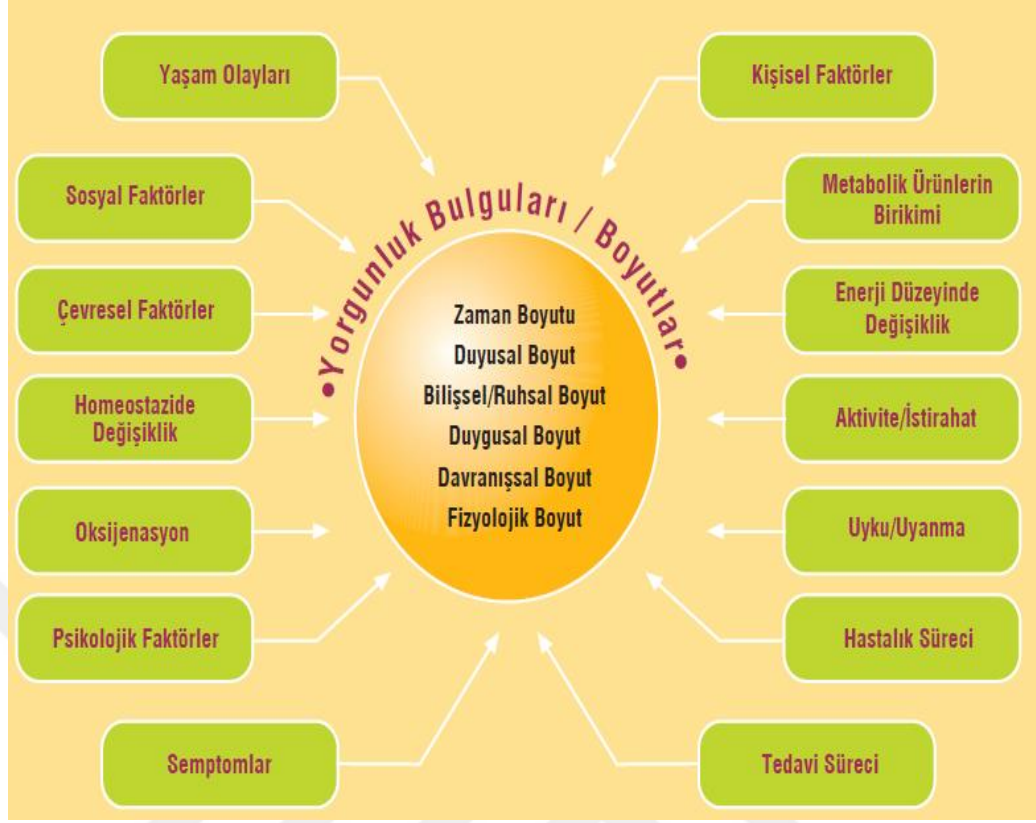 Yaşam Olayları
Kişisel Faktörler
Sosyal Faktörler
Metabolik Ürünlerin
Birikimi
Çevresel Faktörler
Enerji Düzeyinde
Değişiklik
Homeostazide
Değişiklik
Aktivite/İstirahat
Oksijenasyon
Uyku/Uyanma
Psikolojik Faktörler
Hastalık Süreci
Semptomlar
Tedavi Süreci
•Yorgunluk Bulguları / Boyutlar•
Zaman Boyutu
Duyusal Boyut
Bilişsel/Ruhsal Boyut
Duygusal Boyut
Davranışsal Boyut
Fizyolojik Boyut